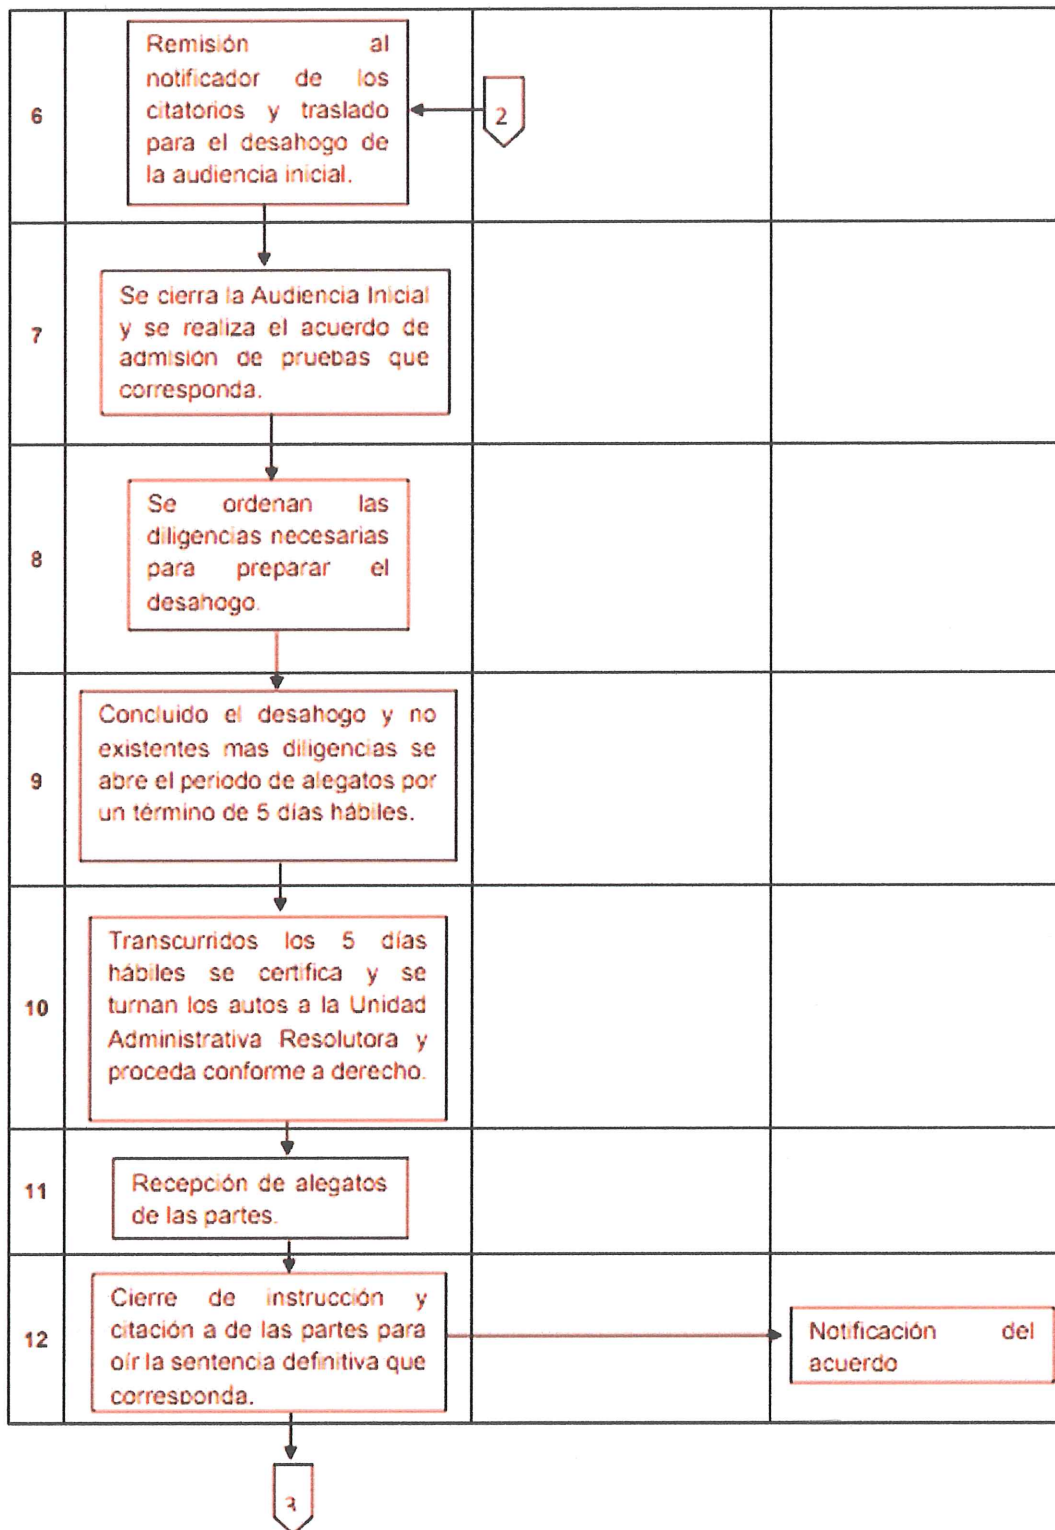 6
Remisión al
notificador de los
citatorios y traslado
para el desahogo de
la audiencia inicial.
2
7
Se cierra la Audiencia Inicial
y se realiza el acuerdo de
admisión de pruebas que
corresponda.
8
Se ordenan las
diligencias necesarias
para preparar el
desahogo.
9
Concluido el desahogo y no
existentes mas diligencias se
abre el periodo de alegatos por
un término de 5 días hábiles.
10
Transcurridos los 5 días
hábiles se certifica y se
turnan los autos a la Unidad
Administrativa Resolutora y
proceda conforme a derecho.
11
Recepción de alegatos
de las partes.
12
Cierre de instrucción y
citación a de las partes para
oír la sentencia definitiva que
corresponda.
Notificación del
acuerdo
3